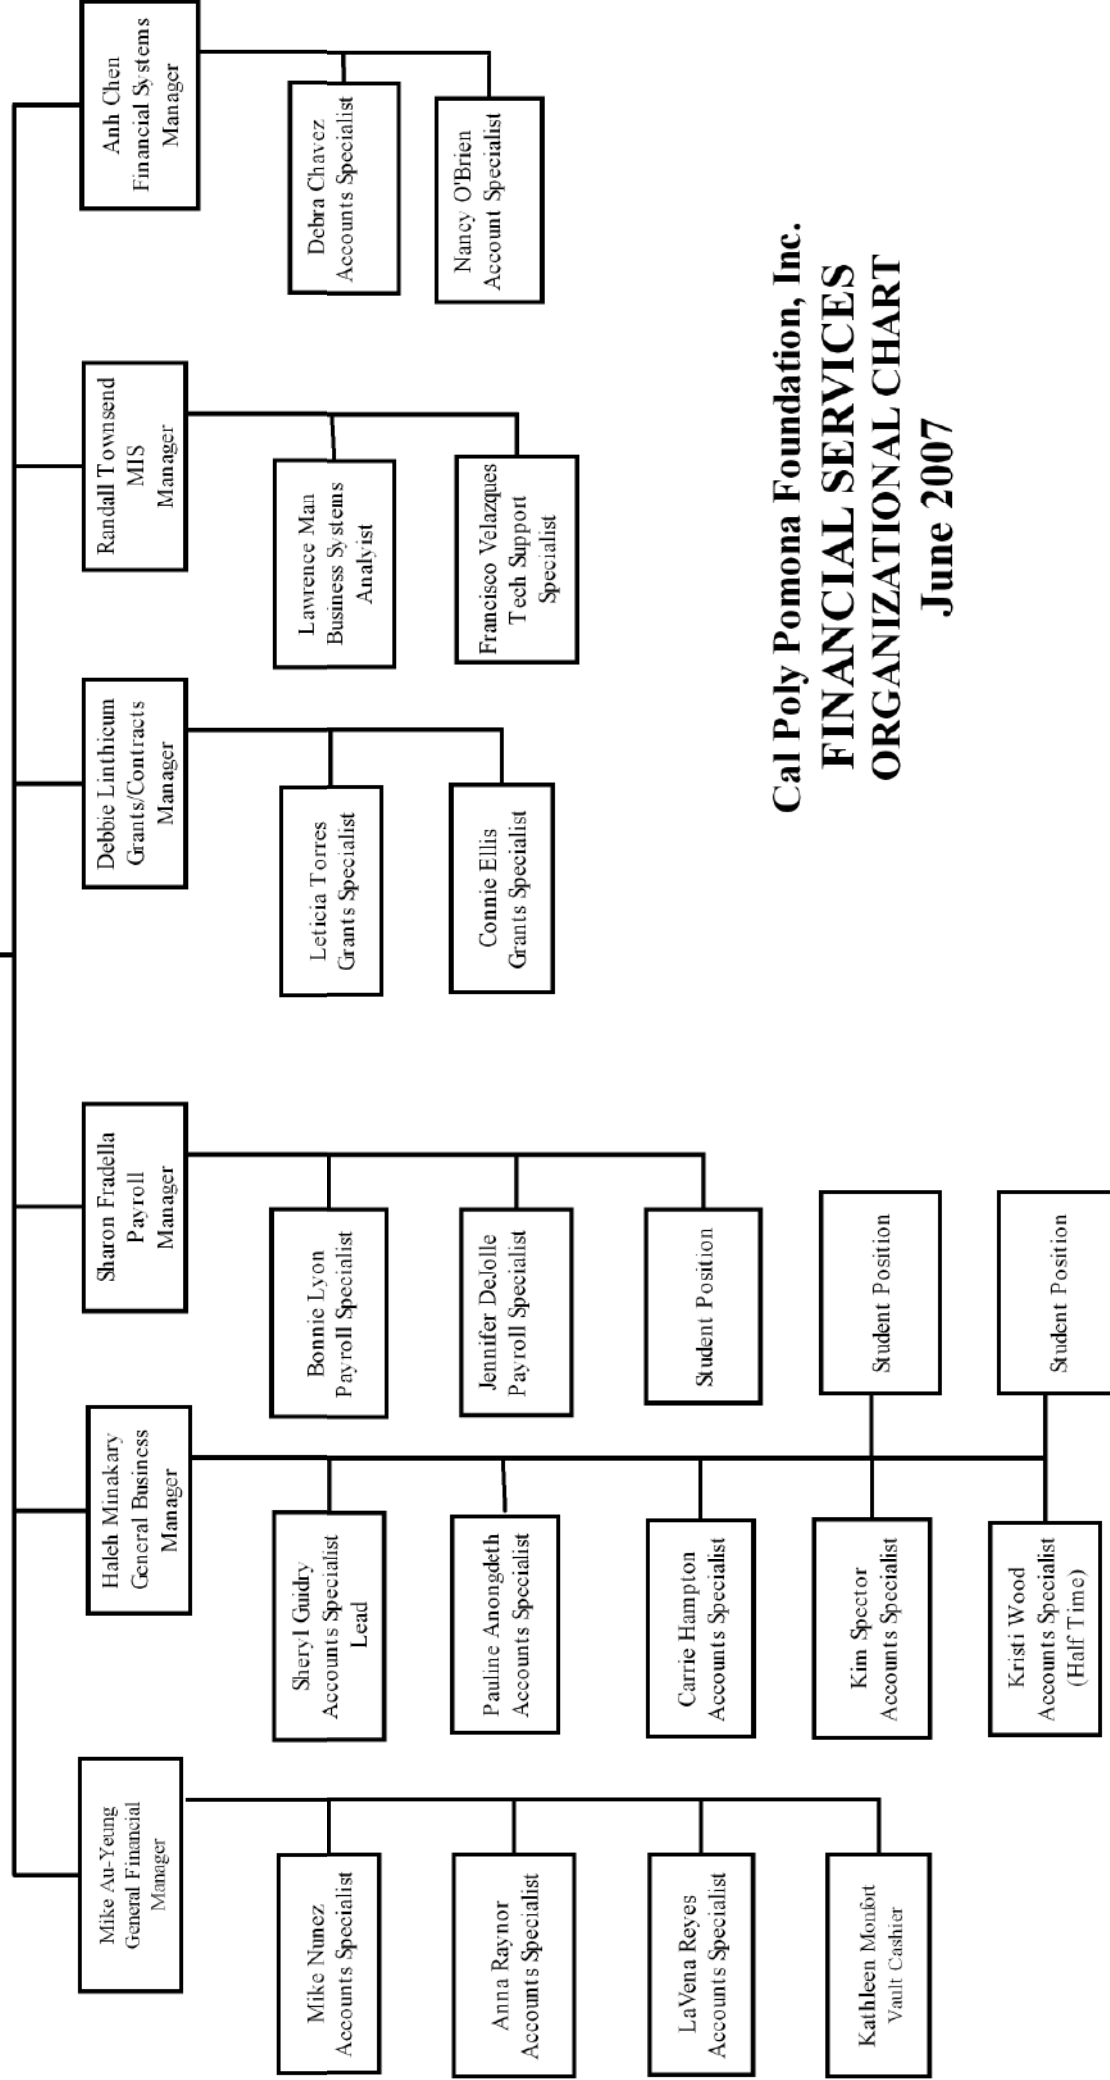 Mike Au-Yeung
General Financial
Manager
Haleh Minakary
General Business
Manager
Sharon Fradella
Payroll
Manager
Debbie Linthicum
Grants/Contracts
Manager
Randall Townsend
MIS
Manager
Anh Chen
Financial Systems
Manager
Mike Nunez
Accounts Specialist
Anna Raynor
Accounts Specialist
LaVena Reyes
Accounts Specialist
Kathleen Monfort
Vault Cashier
Sheryl Guidry
Accounts Specialist
Lead
Pauline Anongdeth
Accounts Specialist
Carrie Hampton
Accounts Specialist
Kim Spector
Accounts Specialist
Kristi Wood
Accounts Specialist
(Half Time)
Student Position
Student Position
Bonnie Lyon
Payroll Specialist
Jennifer DeJolle
Payroll Specialist
Student Position
Leticia Torres
Grants Specialist
Connie Ellis
Grants Specialist
Lawrence Man
Business Systems
Analyist
Francisco Velazques
Tech Support
Specialist
Debra Chavez
Accounts Specialist
Nancy O'Brien
Account Specialist
Cal Poly Pomona Foundation, Inc.
FINANCIAL SERVICES
ORGANIZATIONAL CHART
June 2007